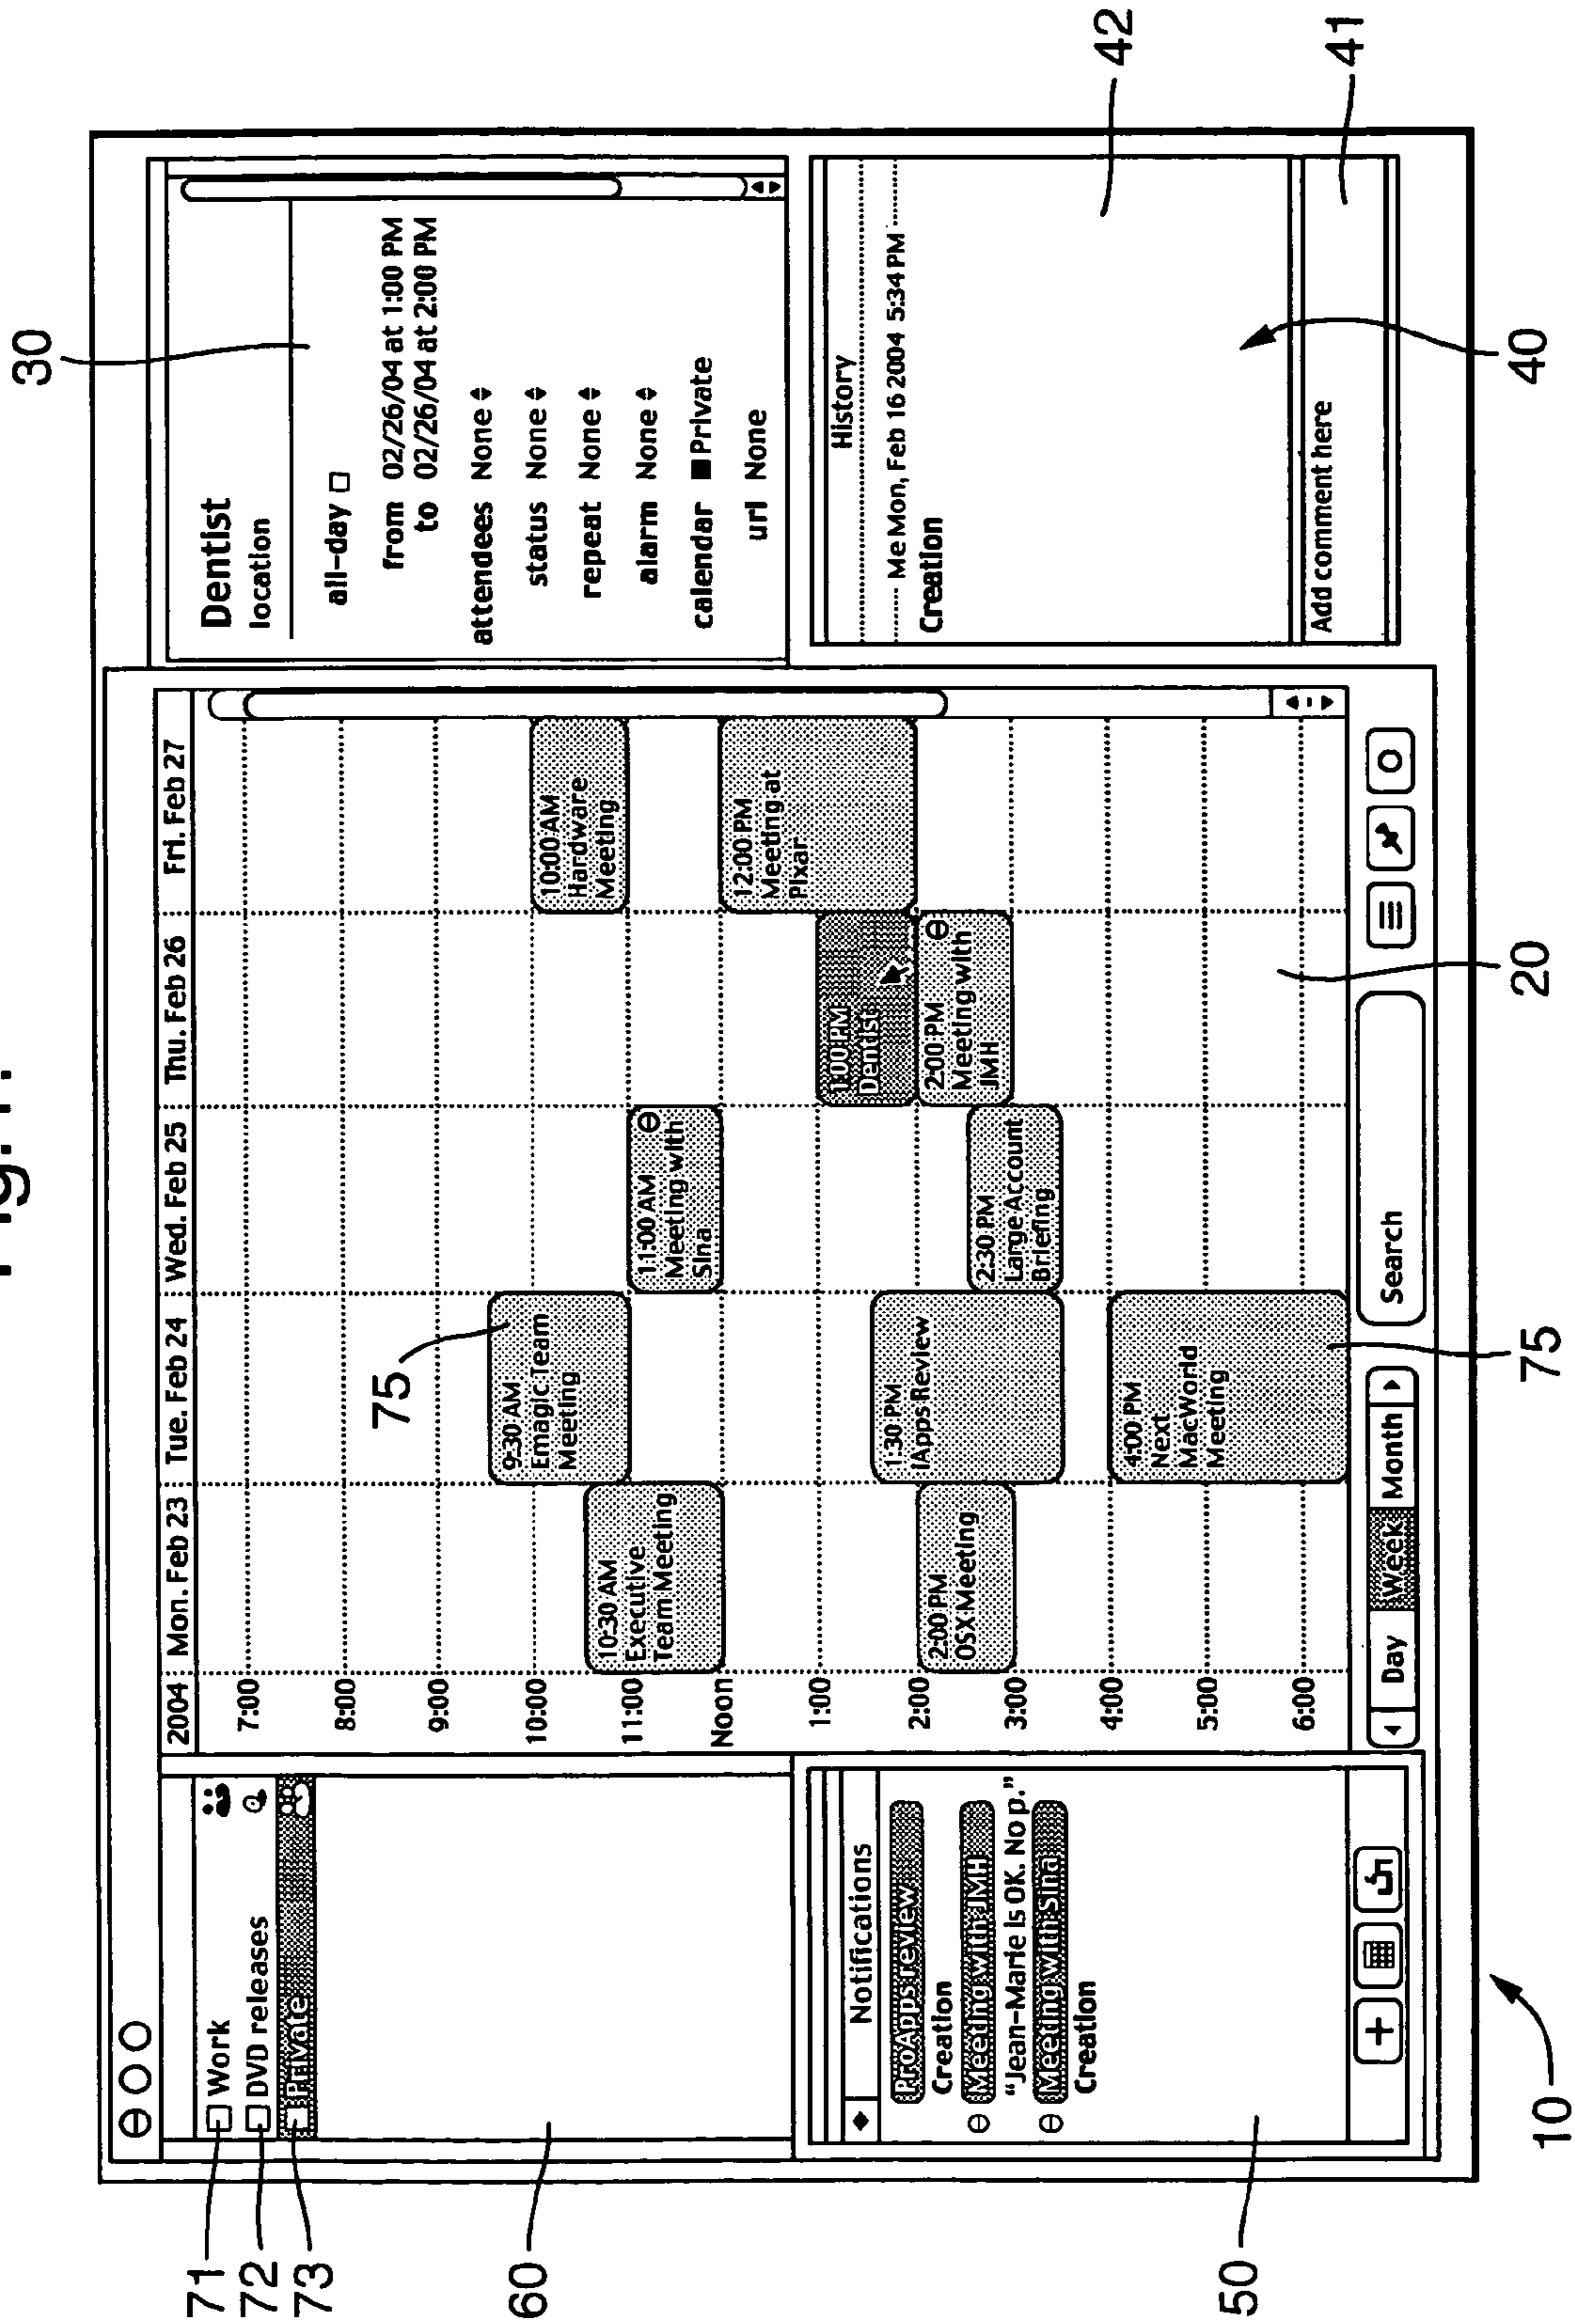 Fig.1.
71
72
73
60
50
10
Work
DVD releases
Private
Notifications
ProApps review
Creation
Meeting with JMH
“Jean-Marie is OK. No p.”
Meeting with Sina
Creation
2004 Mon. Feb 23 Tue. Feb 24 Wed. Feb 25 Thu. Feb 26 Fri. Feb 27
7:00
8:00
9:00
10:00
11:00
Noon
1:00
2:00
3:00
4:00
5:00
6:00
10:30 AM
Executive
Team Meeting
2:00 PM
OSX Meeting
9:30 AM
Emagic Team
Meeting
75
1:30 PM
iApps Review
4:00 PM
Next
MacWorld
Meeting
75
11:00 AM
Meeting with
Sina
2:30 PM
Large Account
Briefing
1:00 PM
Dentist
2:00 PM
Meeting with
JMH
10:00 AM
Hardware
Meeting
12:00 PM
Meeting at
Pixar
Day Week Month
Search
20
30
Dentist
location
all-day
from 02/26/04 at 1:00 PM
to 02/26/04 at 2:00 PM
attendees None
status None
repeat None
alarm None
calendar Private
url None
History
Me Mon, Feb 16 2004 5:34 PM
Creation
Add comment here
40
42
41